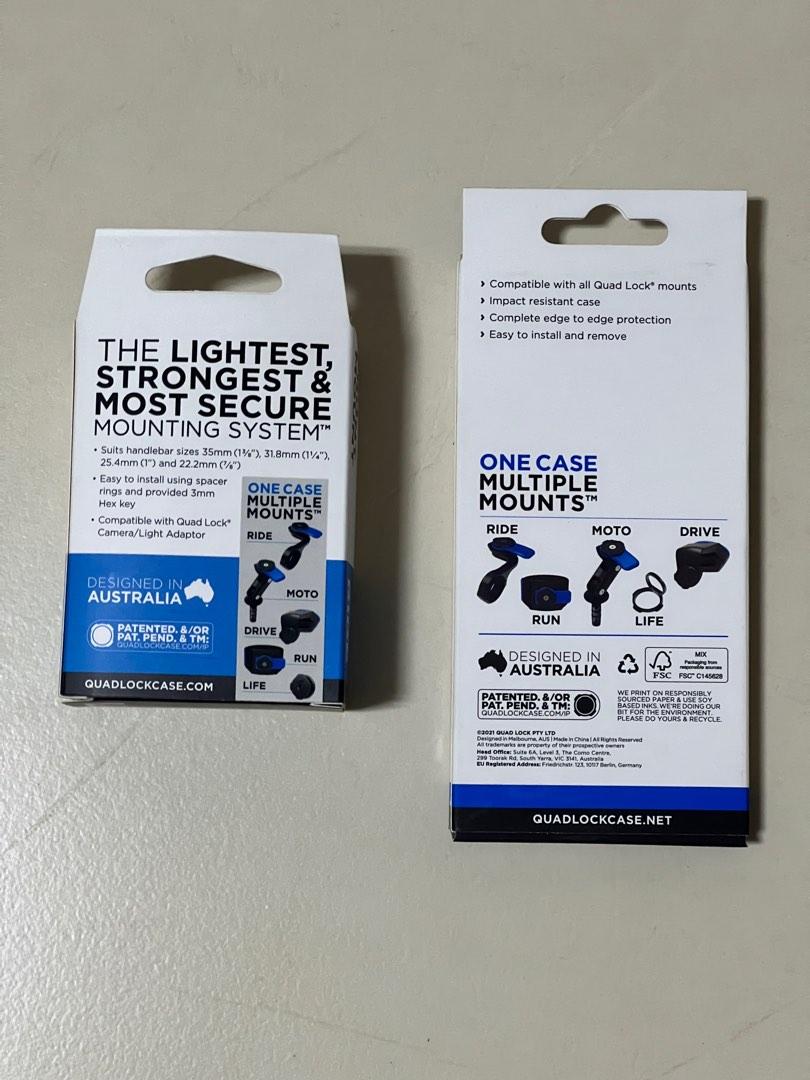 THE LIGHTEST,
STRONGEST &
MOST SECURE
MOUNTING SYSTEM™
• Suits handlebar sizes 35mm (1⅜"), 31.8mm (1¼"),
25.4mm (1") and 22.2mm (⅞")
• Easy to install using spacer
rings and provided 3mm
Hex key
• Compatible with Quad Lock®
Camera/Light Adaptor
ONE CASE
MULTIPLE
MOUNTS™
RIDE
MOTO
DRIVE
RUN
LIFE
DESIGNED IN
AUSTRALIA
PATENTED. &/OR
PAT. PEND. & TM:
QUADLOCKCASE.COM/IP
QUADLOCKCASE.COM
› Compatible with all Quad Lock® mounts
› Impact resistant case
› Complete edge to edge protection
› Easy to install and remove
ONE CASE
MULTIPLE
MOUNTS™
RIDE
MOTO
DRIVE
RUN
LIFE
DESIGNED IN
AUSTRALIA
FSC
MIX
Packaging from
responsible sources
FSC™ C145628
PATENTED. &/OR
PAT. PEND. & TM:
QUADLOCKCASE.COM/IP
WE PRINT ON RESPONSIBLY
SOURCED PAPER & USE SOY
BASED INKS. WE'RE DOING OUR
BIT FOR THE ENVIRONMENT.
PLEASE DO YOURS & RECYCLE.
©2021 QUAD LOCK PTY LTD
Designed in Melbourne, AUS | Made in China | All Rights Reserved
All trademarks are property of their prospective owners
Head Office: Suite 6A, Level 3, The Como Centre,
299 Toorak Rd, South Yarra, VIC 3141, Australia
EU Registered Address: Friedrichstr. 123, 10117 Berlin, Germany
QUADLOCKCASE.NET